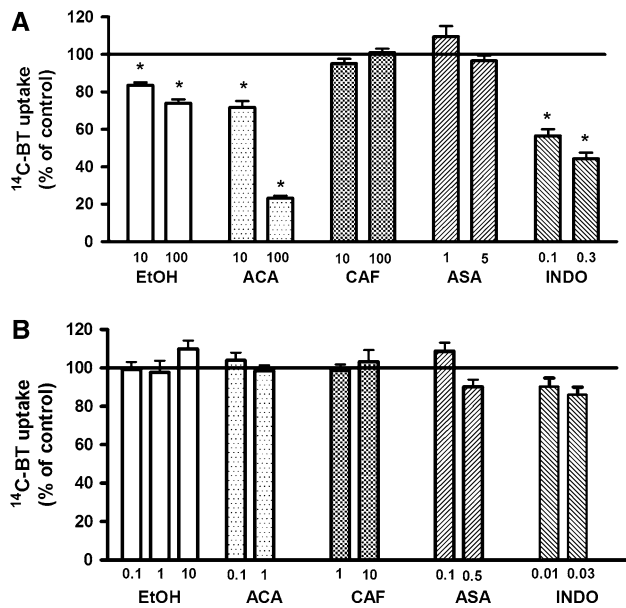 A
14C-BT uptake
(% of control)
120
100
80
60
40
20
0
* * * * * *
10 100 10 100 10 100 1 5 0.1 0.3
EtOH ACA CAF ASA INDO
B
14C-BT uptake
(% of control)
120
100
80
60
40
20
0
0.1 1 10 0.1 1 1 10 0.1 0.5 0.01 0.03
EtOH ACA CAF ASA INDO